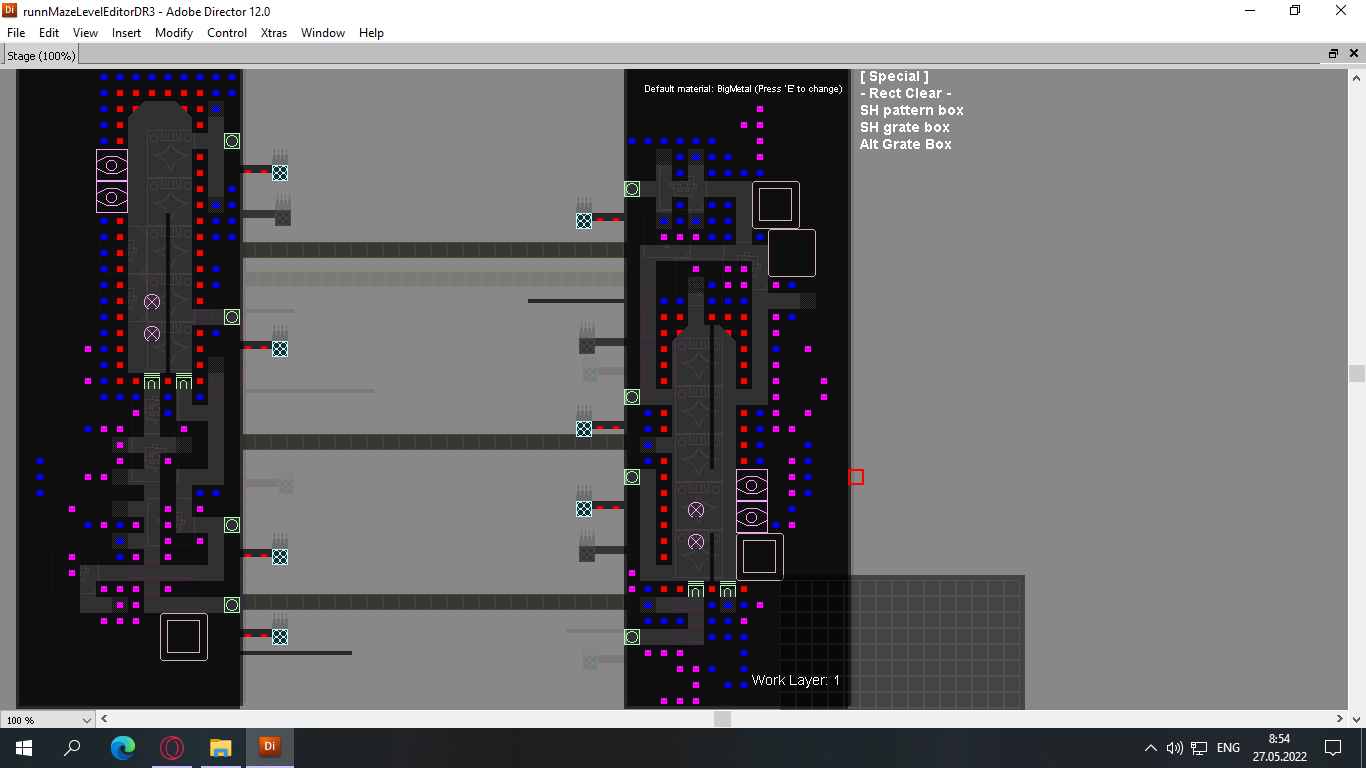 Di runnMazeLevelEditorDR3 - Adobe Director 12.0
File Edit View Insert Modify Control Xtras Window Help
Stage (100%)
[ Special ]
Default material: BigMetal (Press 'E' to change)
- Rect Clear -
SH pattern box
SH grate box
Alt Grate Box
Work Layer: 1
100 %
Di
ENG
8:54
27.05.2022